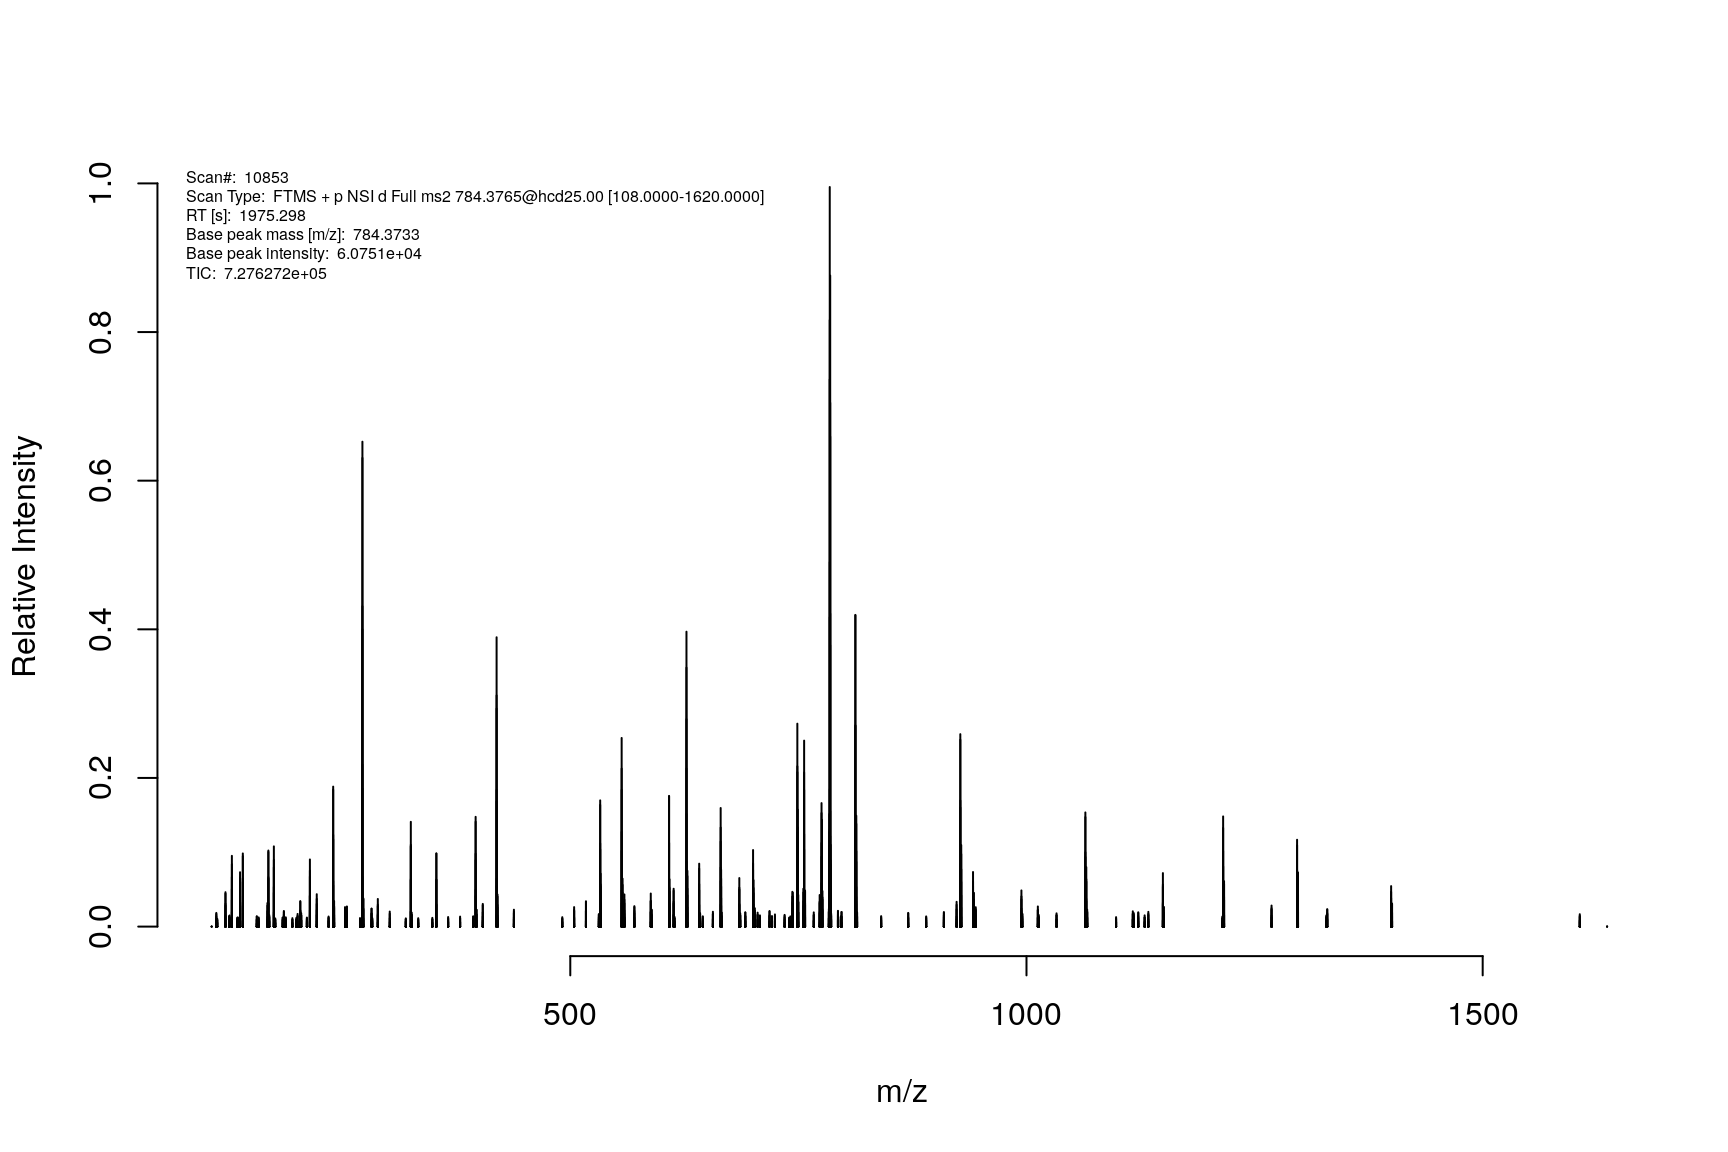 Scan#: 10853
Scan Type: FTMS + p NSI d Full ms2 784.3765@hcd25.00 [108.0000-1620.0000]
RT [s]: 1975.298
Base peak mass [m/z]: 784.3733
Base peak intensity: 6.0751e+04
TIC: 7.276272e+05
Relative Intensity
1.0
0.8
0.6
0.4
0.2
0.0
500 1000 1500
m/z